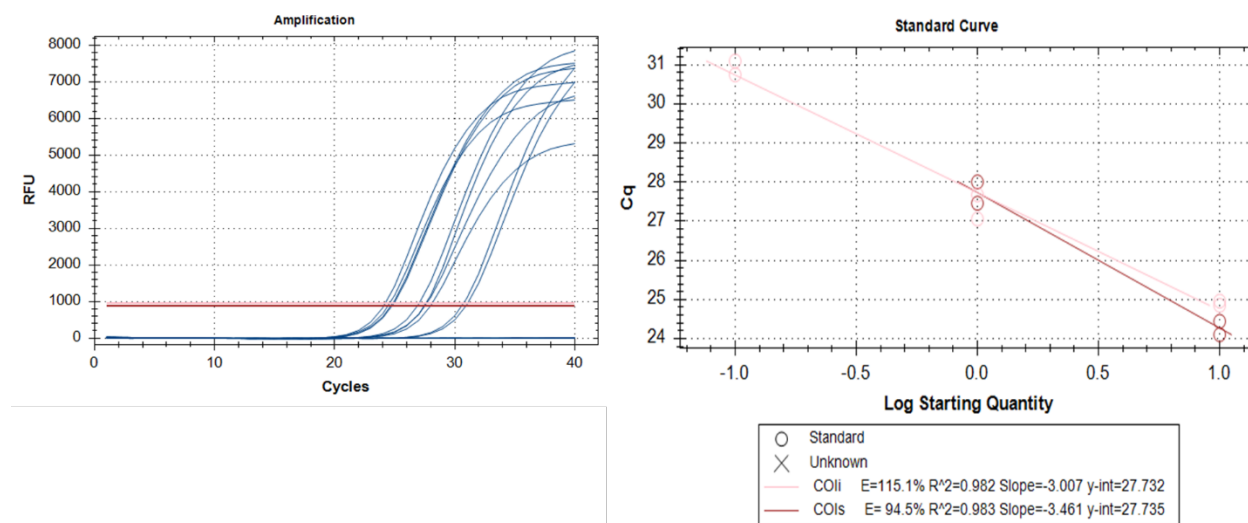 Amplification
8000
7000
6000
5000
4000
3000
2000
1000
0
RFU
0 10 20 30 40
Cycles
Standard Curve
31
30
29
28
27
26
25
24
Cq
-1.0 -0.5 0.0 0.5 1.0
Log Starting Quantity
Standard
Unknown
COIi E=115.1% R^2=0.982 Slope=-3.007 y-int=27.732
COIs E= 94.5% R^2=0.983 Slope=-3.461 y-int=27.735